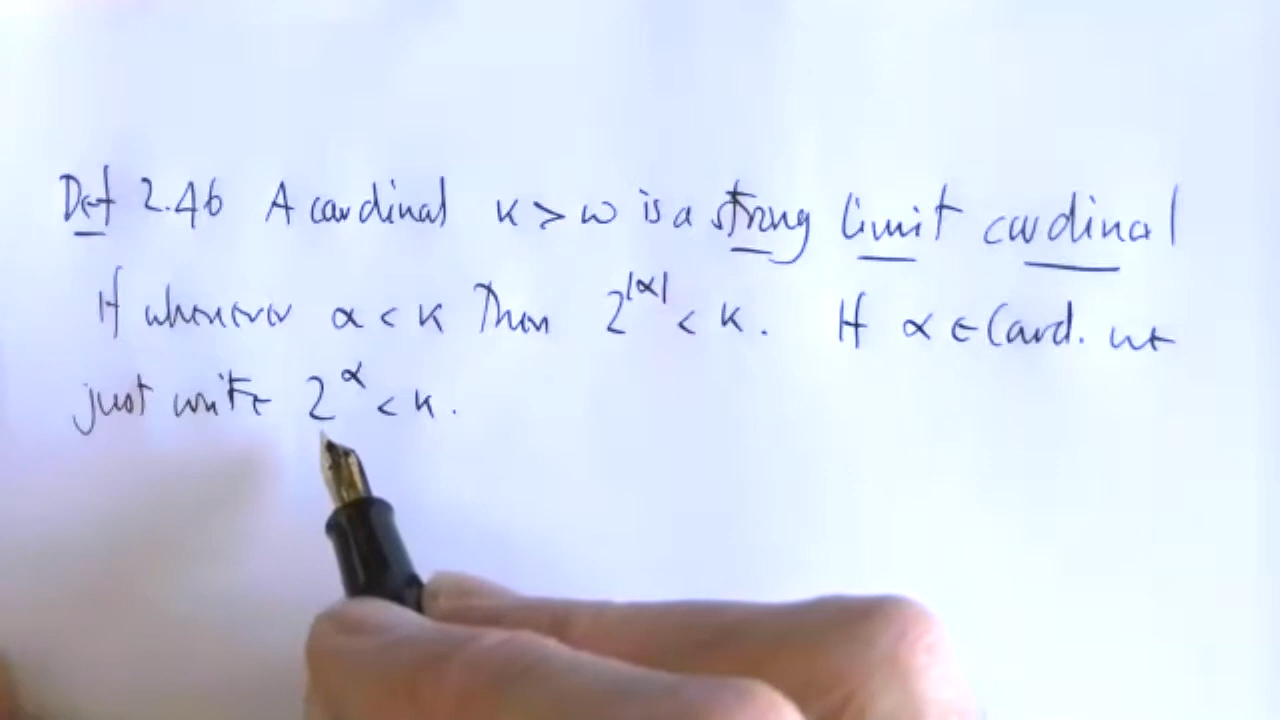 Def 2.46 A cardinal κ > ω is a strong limit cardinal
If whenever α < κ Then 2^|α| < κ. If α ∈ Card. we
just write 2^α < κ.